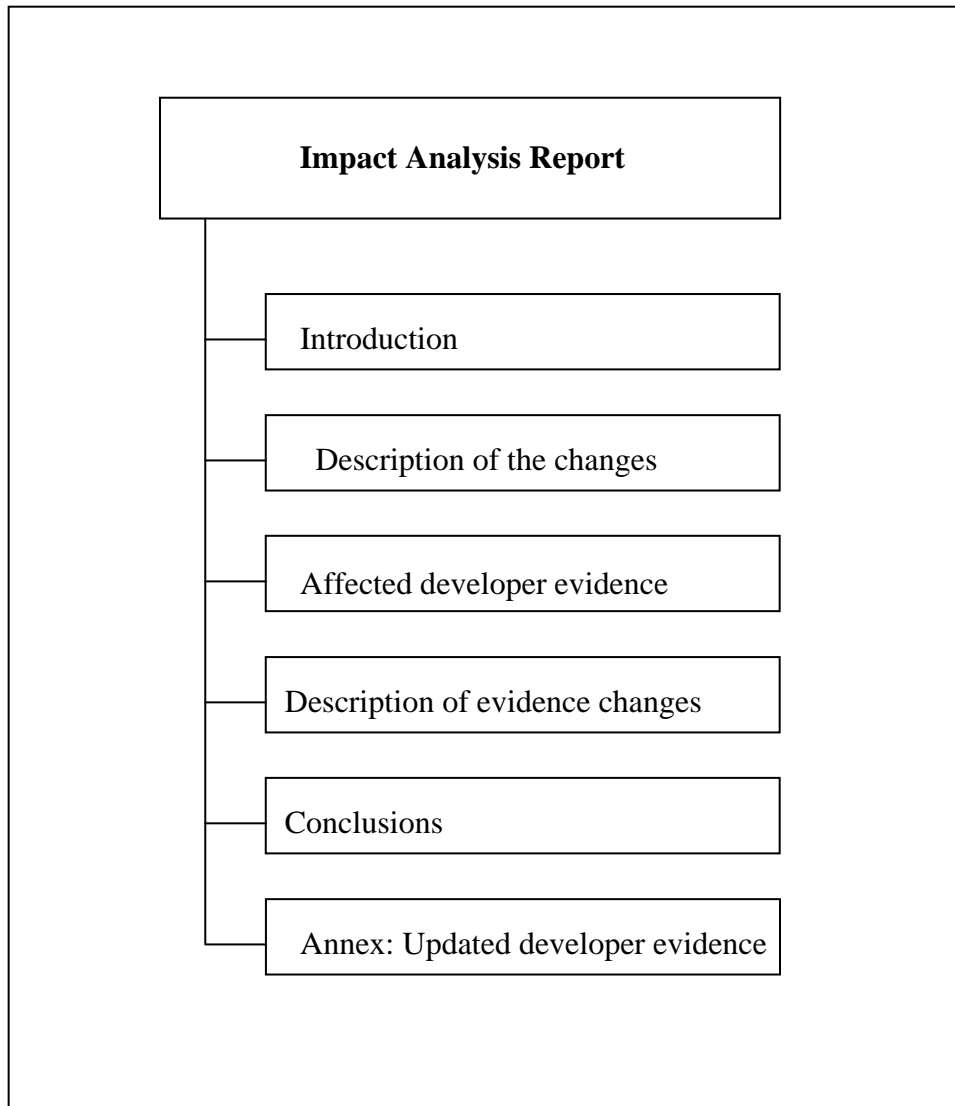 Impact Analysis Report
Introduction
Description of the changes
Affected developer evidence
Description of evidence changes
Conclusions
Annex: Updated developer evidence